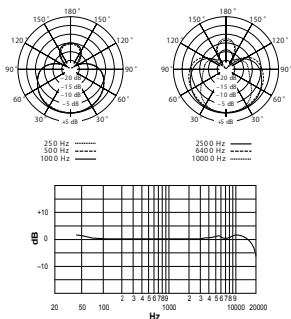 180° 180°
150° 150° 150° 150°
120° 120° 120° 120°
90° 90° 90° 90°
60° 60° 60° 60°
30° 30° 30° 30°
−20 dB −20 dB
−15 dB −15 dB
−10 dB −10 dB
−5 dB −5 dB
+5 dB +5 dB
250 Hz 2500 Hz
500 Hz 6400 Hz
1000 Hz 10000 Hz
+10
0
−10
dB
2 3 4 5 6 7 8 9 2 3 4 5 6 7 8 9
20 50 100 1000 10000 20000
Hz